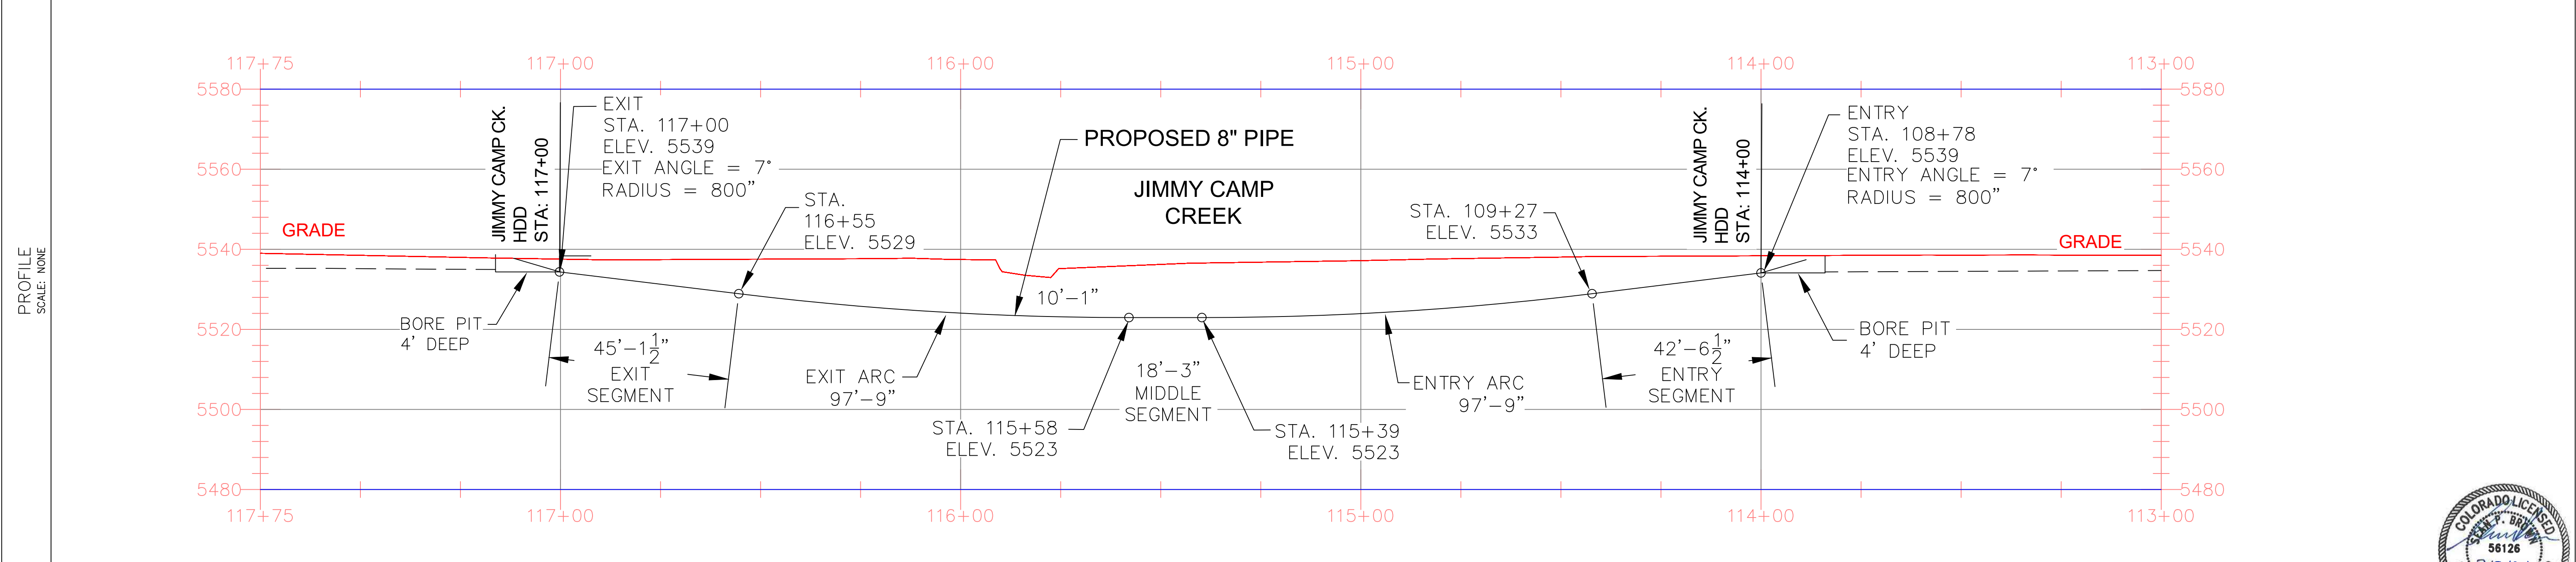 117+75
117+00
116+00
115+00
114+00
113+00
5580
5560
5540
5520
5500
5480
5580
5560
5540
5520
5500
5480
PROFILE
SCALE: NONE
GRADE
JIMMY CAMP CK.
HDD
STA: 117+00
EXIT
STA. 117+00
ELEV. 5539
EXIT ANGLE = 7°
RADIUS = 800"
STA.
116+55
ELEV. 5529
PROPOSED 8" PIPE
JIMMY CAMP
CREEK
STA. 109+27
ELEV. 5533
JIMMY CAMP CK.
HDD
STA: 114+00
ENTRY
STA. 108+78
ELEV. 5539
ENTRY ANGLE = 7°
RADIUS = 800"
GRADE
10'-1"
BORE PIT
4' DEEP
45'-1 1/2"
EXIT
SEGMENT
EXIT ARC
97'-9"
18'-3"
MIDDLE
SEGMENT
STA. 115+58
ELEV. 5523
STA. 115+39
ELEV. 5523
ENTRY ARC
97'-9"
42'-6 1/2"
ENTRY
SEGMENT
BORE PIT
4' DEEP
117+75
117+00
116+00
115+00
114+00
113+00
COLORADO LICENSED
SEAN P. BROWN
56126